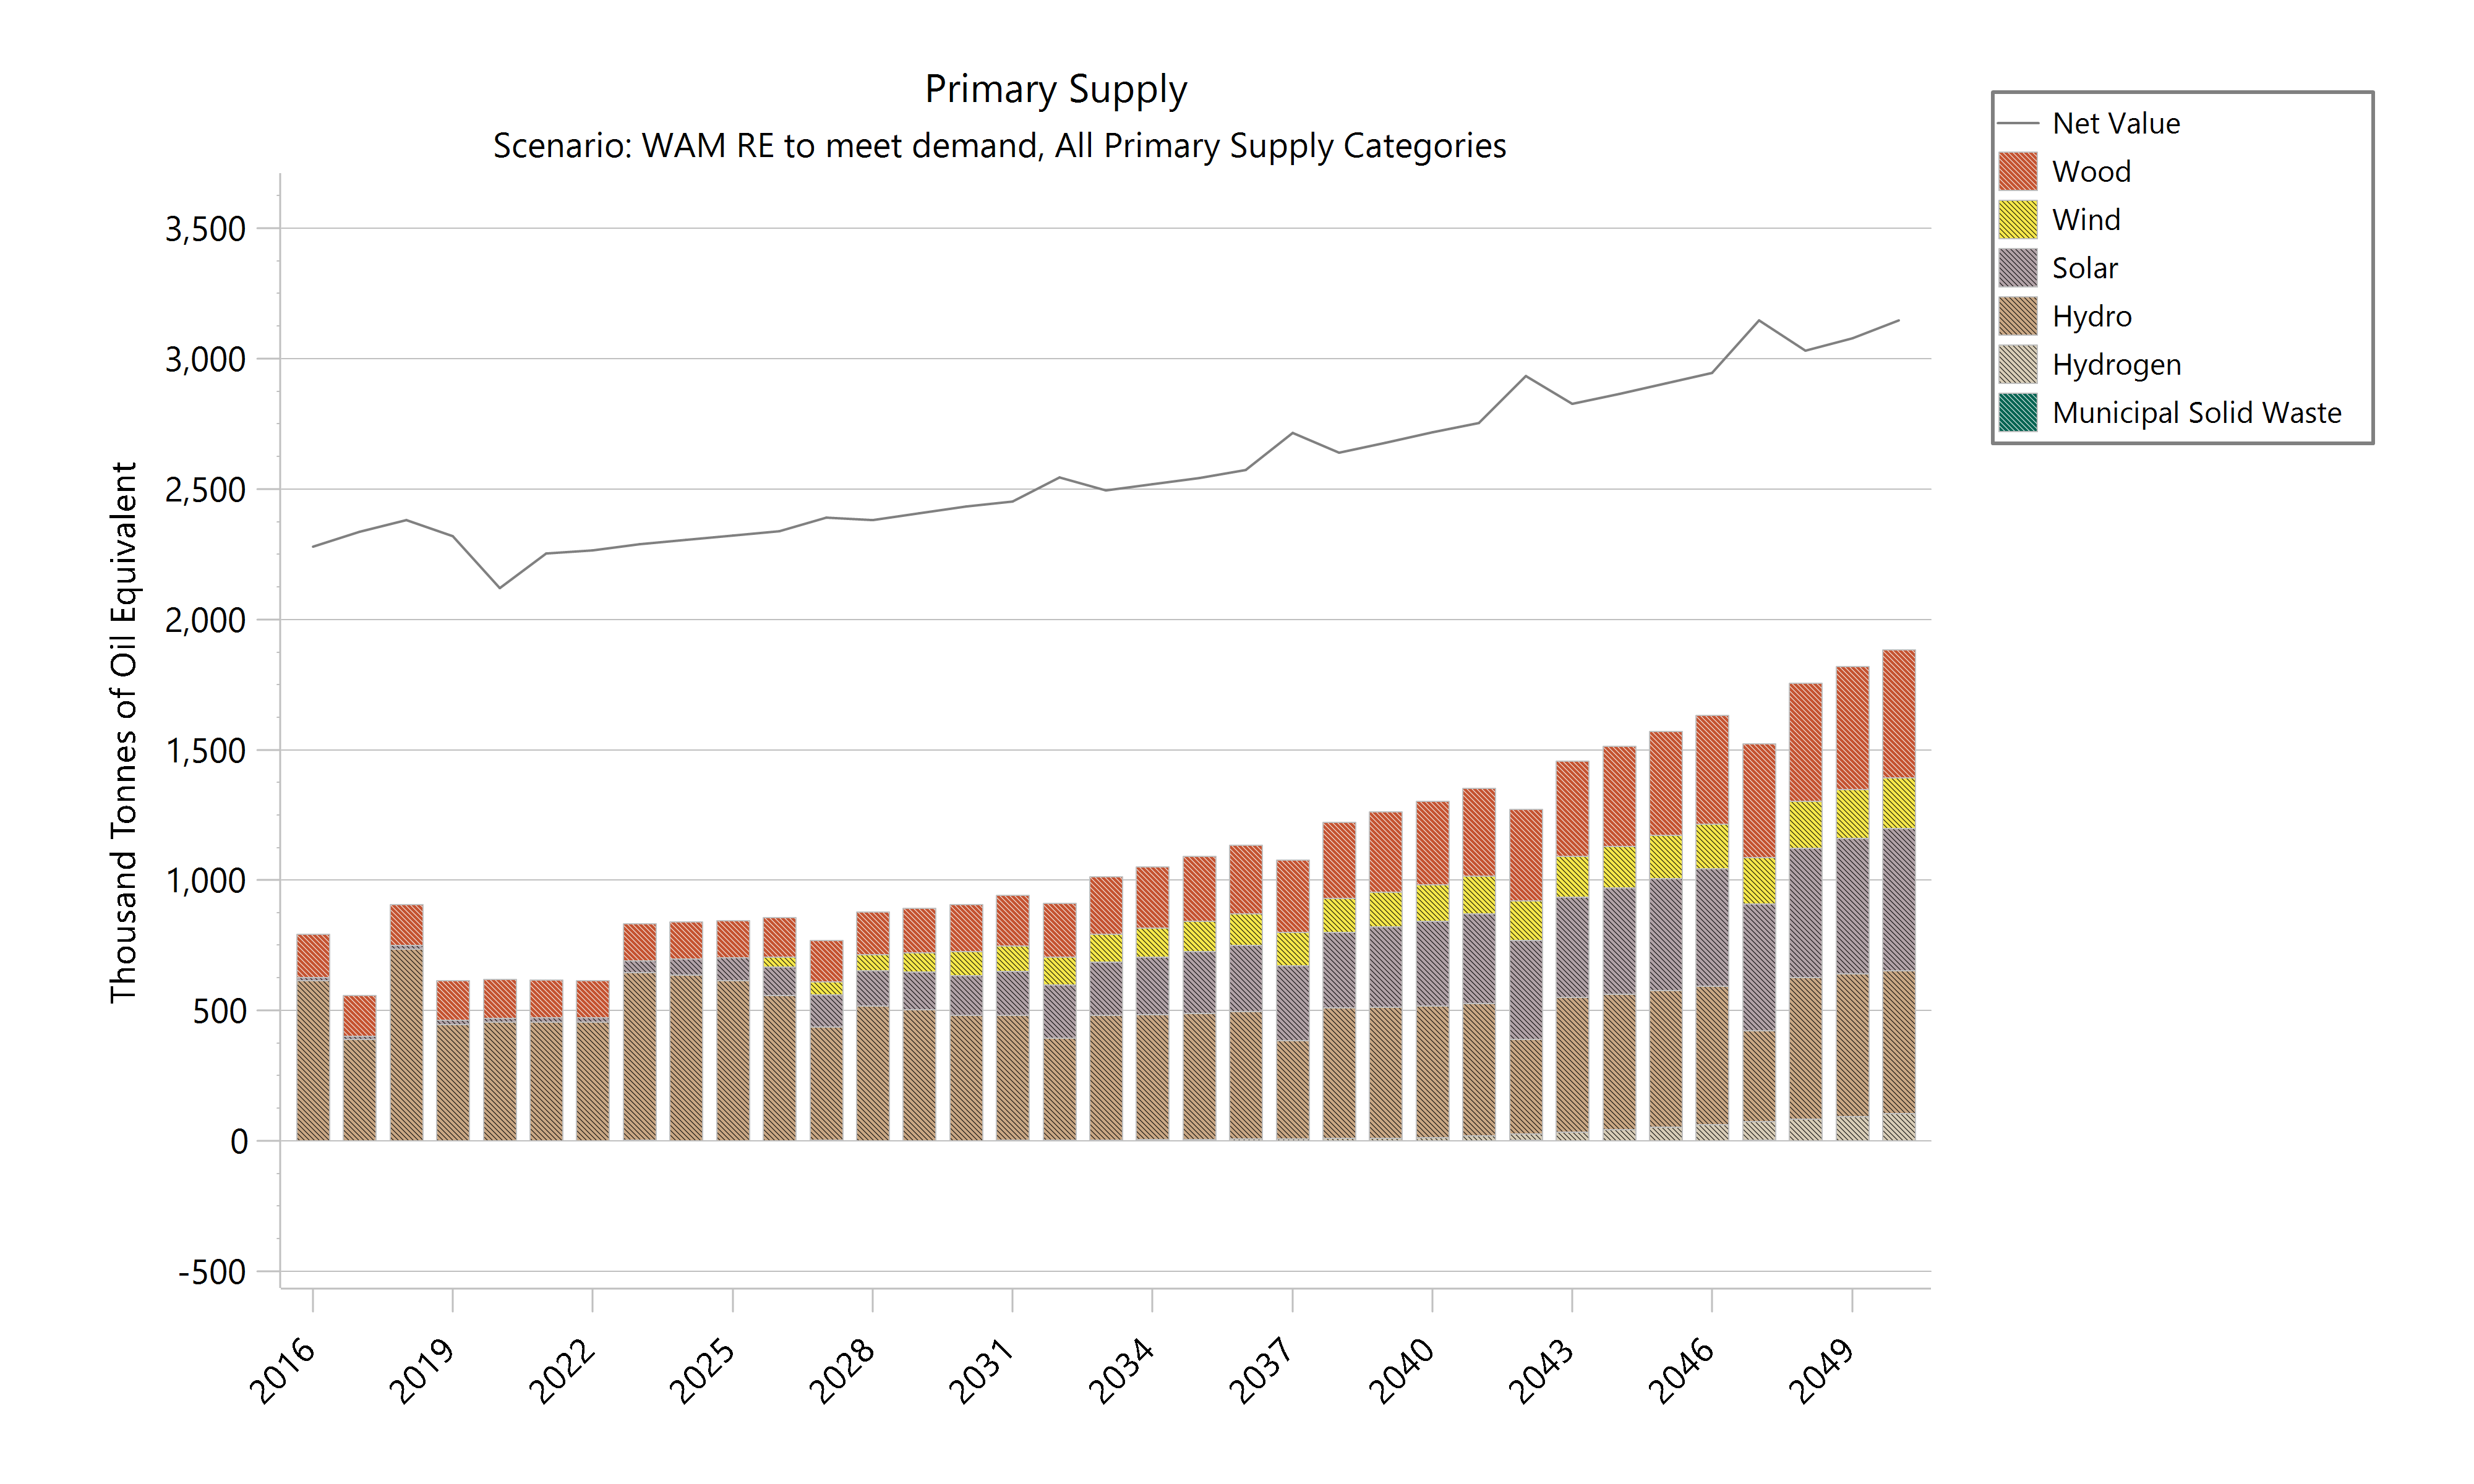 Primary Supply
Scenario: WAM RE to meet demand, All Primary Supply Categories
Thousand Tonnes of Oil Equivalent
3,500
3,000
2,500
2,000
1,500
1,000
500
0
-500
2016
2019
2022
2025
2028
2031
2034
2037
2040
2043
2046
2049
Net Value
Wood
Wind
Solar
Hydro
Hydrogen
Municipal Solid Waste